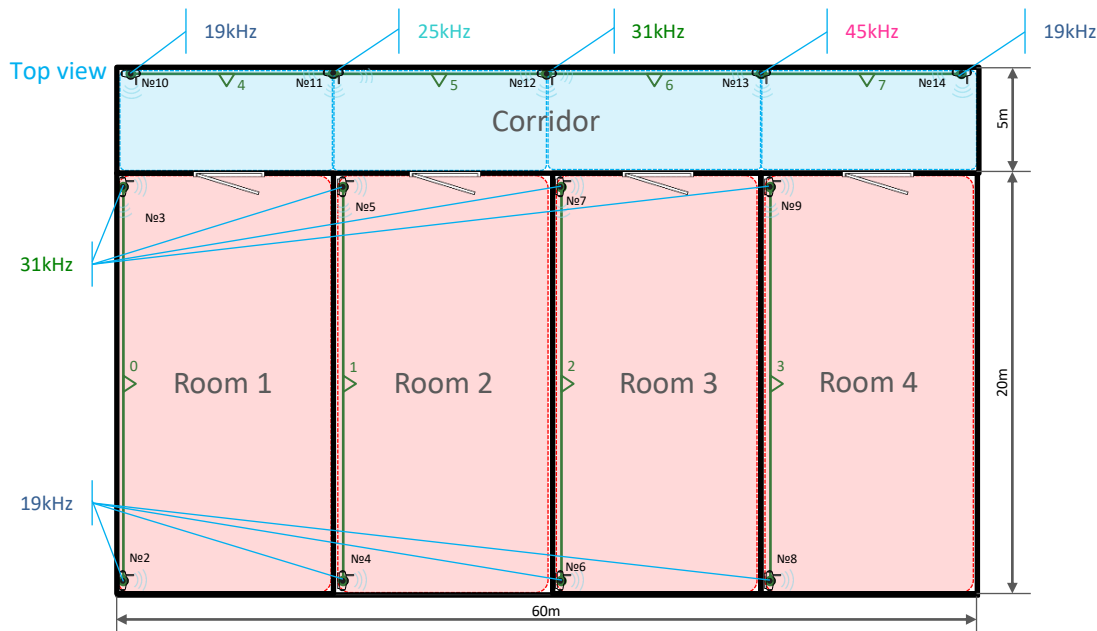 19kHz 25kHz 31kHz 45kHz 19kHz
Top view
№10 4 №11 5 №12 6 №13 7 №14
Corridor
5m
№3 №5 №7 №9
31kHz
0 1 2 3
Room 1 Room 2 Room 3 Room 4
20m
19kHz
№2 №4 №6 №8
60m